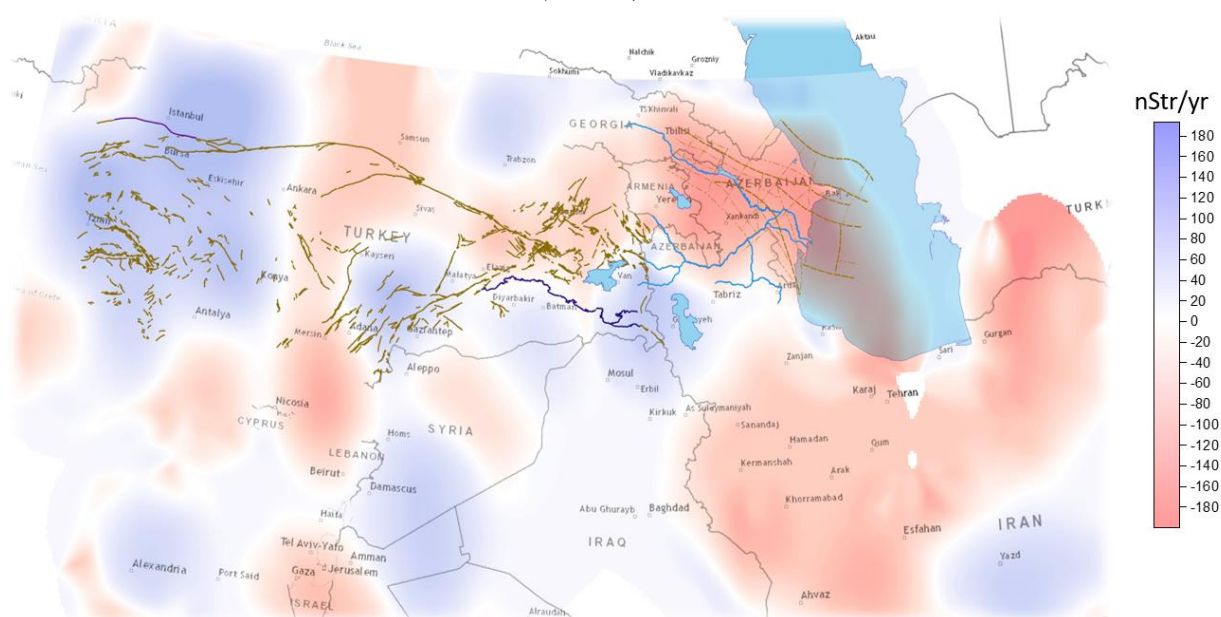 Black Sea
Nalchik
Aktau
Grozniy
Sokhumi
Vladikavkaz
nStr/yr
180
160
140
120
100
80
60
40
20
0
-20
-40
-60
-80
-100
-120
-140
-160
-180
Istanbul
TSKhinvali
GEORGIA
Tbilisi
Samsun
Bursa
Trabzon
Eskisehir
Ankara
ARMENIA
AZERBAIJAN
Sivas
Xankandi
Izmir
TURKEY
AZERBAIJAN
Kayseri
Konya
Malatya
Elazig
Van
Diyarbakir
Batman
Tabriz
Antalya
Mersin
Adana
Gaziantep
Zanjan
Sari
Gurgan
Aleppo
Mosul
Erbil
Karaj
Tehran
Nicosia
CYPRUS
Kirkuk
As Suleymaniyah
SYRIA
Sanandaj
Homs
Hamadan
Qum
LEBANON
Kermanshah
Beirut
Arak
Damascus
Khorramabad
Abu Ghurayb
Baghdad
Haifa
Esfahan
IRAN
IRAQ
Tel Aviv-Yafo
Amman
Yazd
Alexandria
Port Said
Gaza
Jerusalem
ISRAEL
Ahvaz